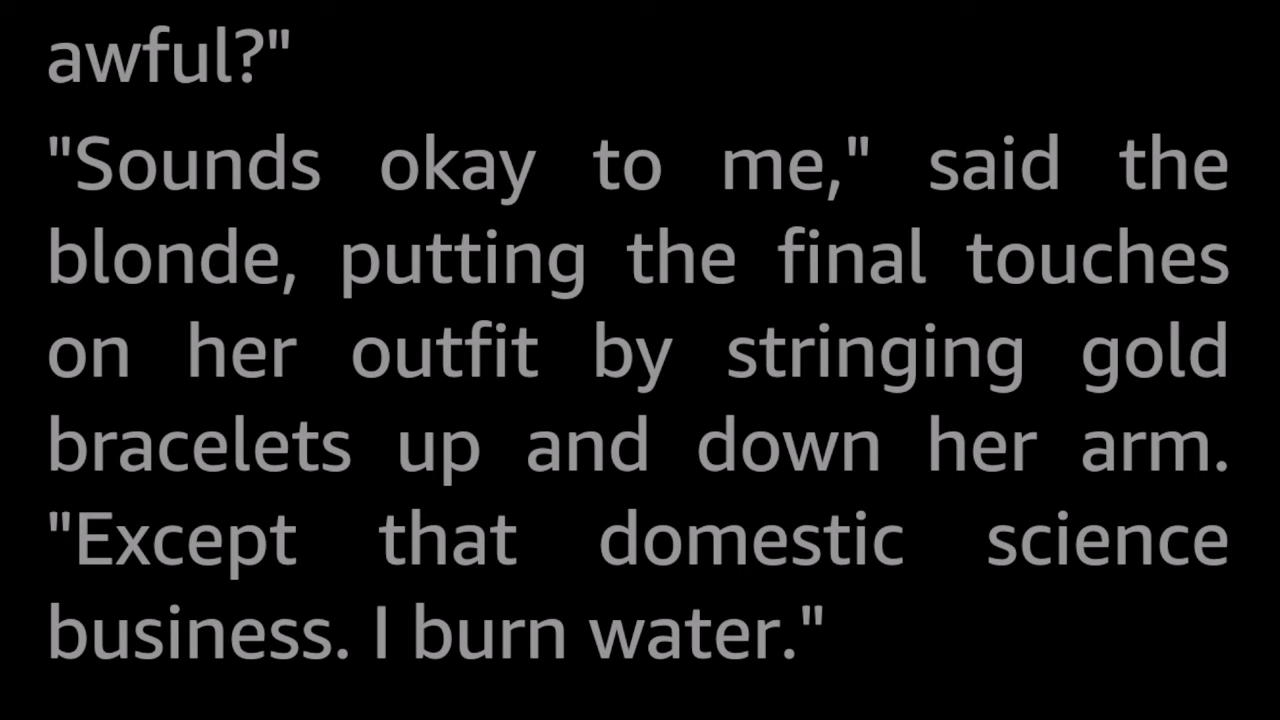 awful?"
"Sounds okay to me," said the
blonde, putting the final touches
on her outfit by stringing gold
bracelets up and down her arm.
"Except that domestic science
business. I burn water."